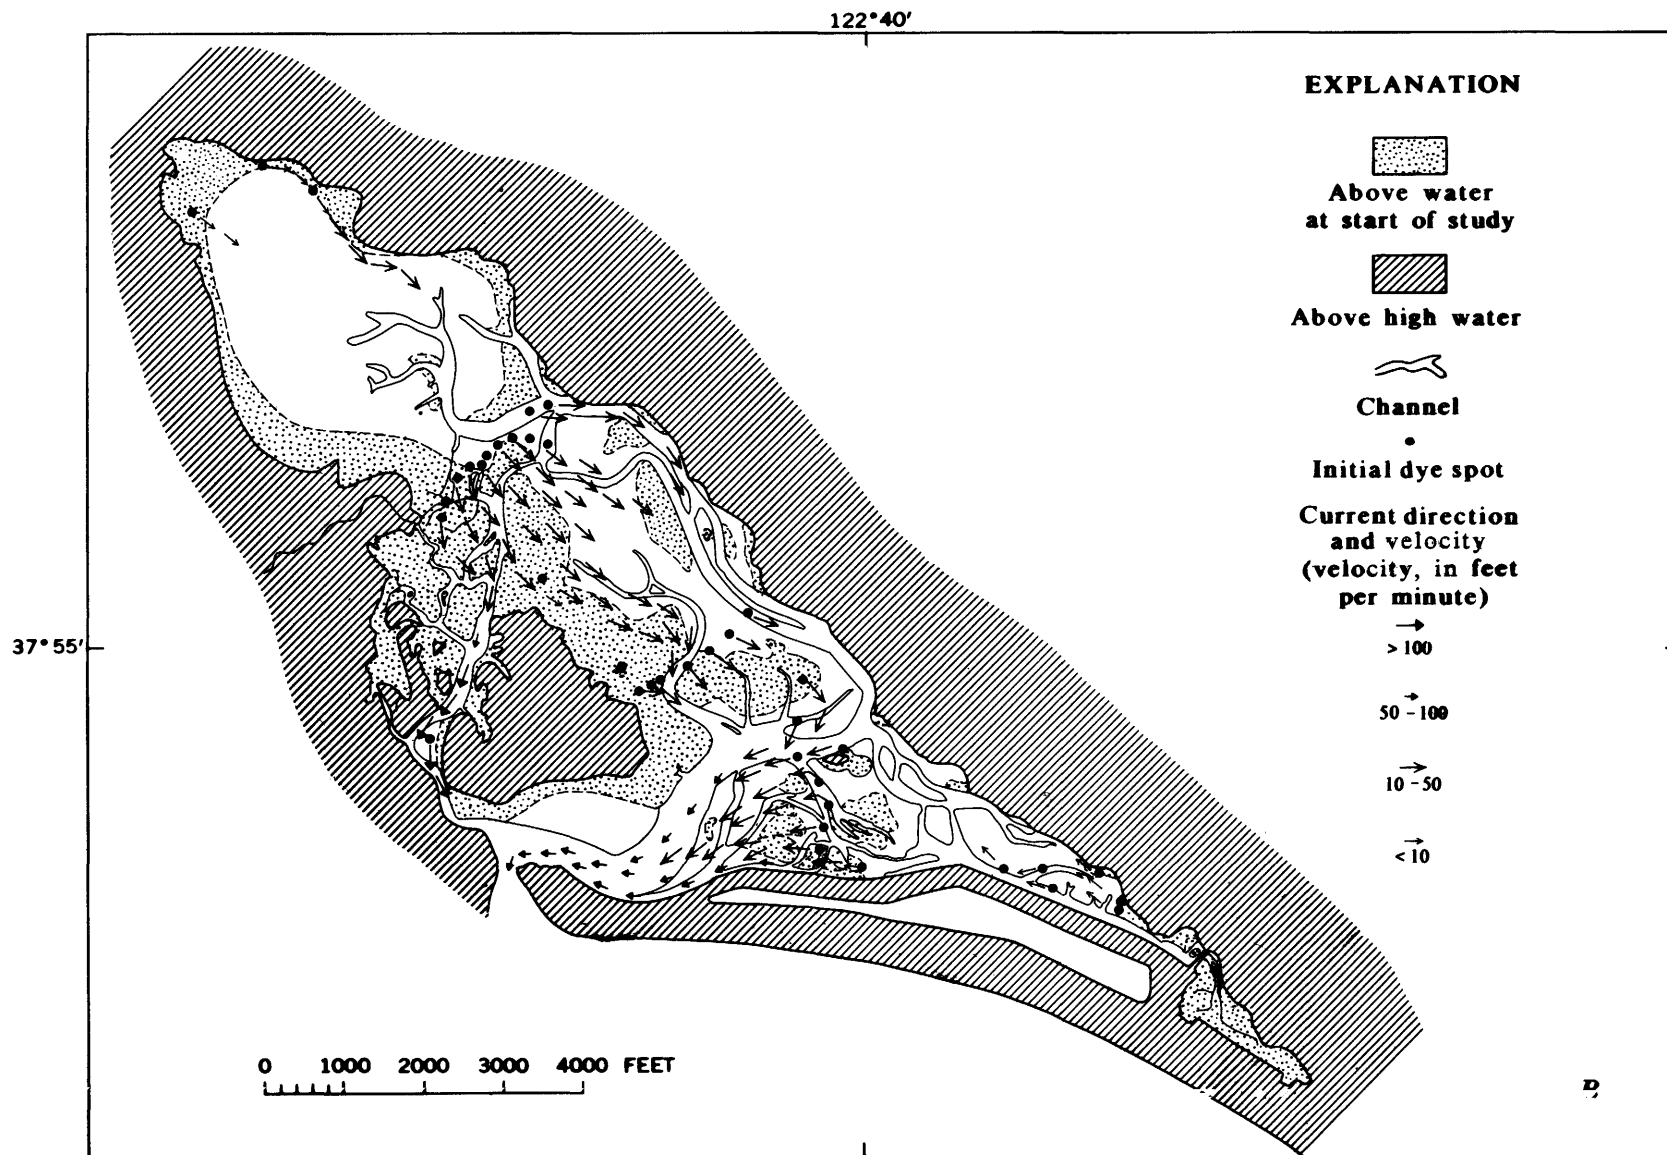 122°40'
EXPLANATION
Above water
at start of study
Above high water
Channel
Initial dye spot
Current direction
and velocity
(velocity, in feet
per minute)
> 100
50 - 100
10 - 50
< 10
37°55'
0 1000 2000 3000 4000 FEET
B